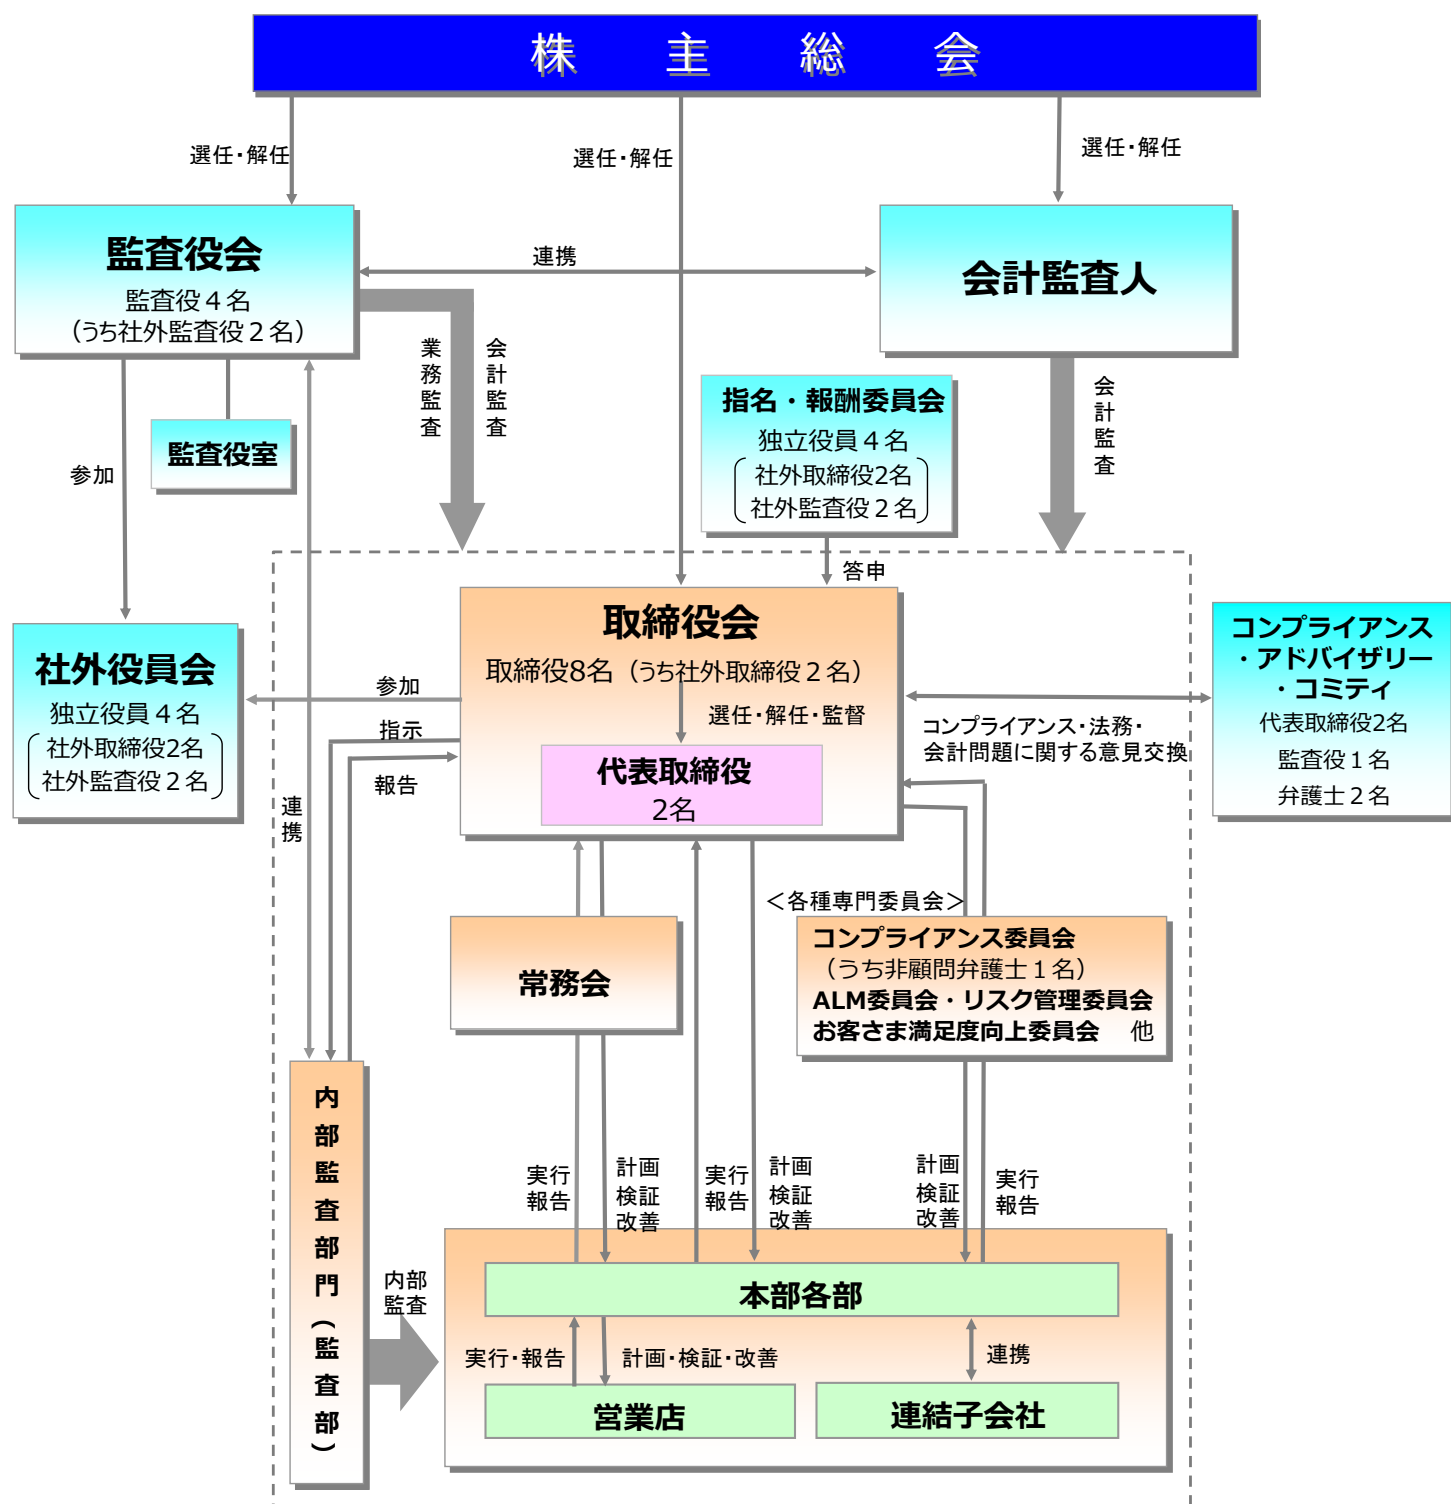 株主総会
選任・解任
選任・解任
選任・解任
監査役会
監査役４名
（うち社外監査役２名）
連携
会計監査人
業務監査
会計監査
指名・報酬委員会
独立役員４名
社外取締役2名
社外監査役２名
会計監査
監査役室
参加
答申
取締役会
取締役8名（うち社外取締役２名）
選任・解任・監督
代表取締役
2名
社外役員会
独立役員４名
社外取締役2名
社外監査役２名
参加
指示
報告
連携
コンプライアンス・法務・
会計問題に関する意見交換
コンプライアンス
・アドバイザリー
・コミティ
代表取締役2名
監査役１名
弁護士２名
＜各種専門委員会＞
コンプライアンス委員会
（うち非顧問弁護士１名）
ALM委員会・リスク管理委員会
お客さま満足度向上委員会　他
常務会
内部監査部門（監査部）
実行
報告
計画
検証
改善
実行
報告
計画
検証
改善
計画
検証
改善
実行
報告
内部
監査
本部各部
実行・報告
計画・検証・改善
連携
営業店
連結子会社